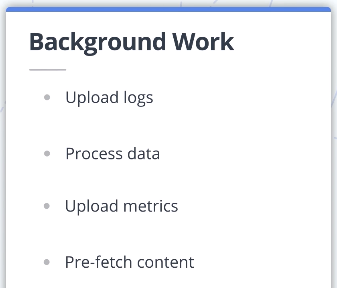 Background Work
Upload logs
Process data
Upload metrics
Pre-fetch content